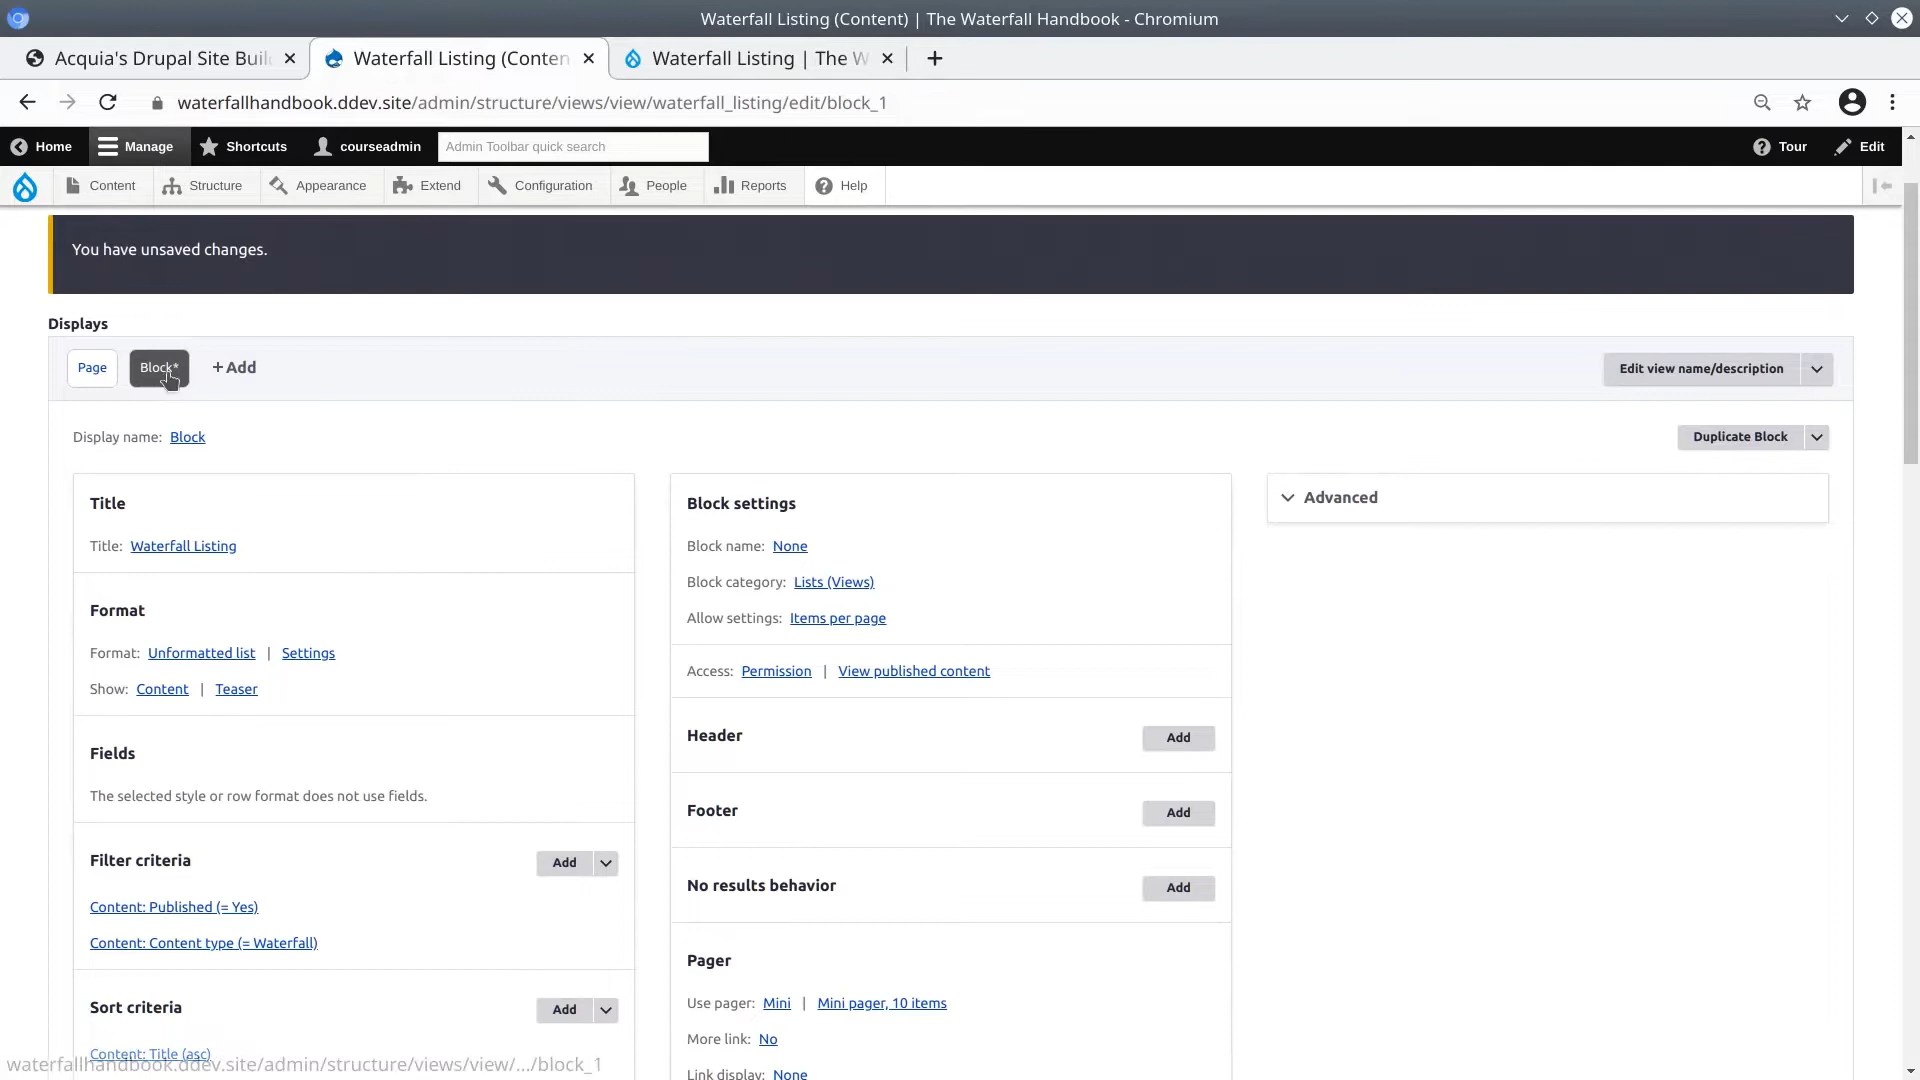 Waterfall Listing (Content) | The Waterfall Handbook - Chromium
Acquia's Drupal Site Buil
Waterfall Listing (Conten
Waterfall Listing | The W
waterfallhandbook.ddev.site/admin/structure/views/view/waterfall_listing/edit/block_1
Home
Manage
Shortcuts
courseadmin
Admin Toolbar quick search
Tour
Edit
Content
Structure
Appearance
Extend
Configuration
People
Reports
Help
You have unsaved changes.
Displays
Page
Block*
+ Add
Edit view name/description
Display name: Block
Duplicate Block
Title
Title: Waterfall Listing
Format
Format: Unformatted list | Settings
Show: Content | Teaser
Fields
The selected style or row format does not use fields.
Filter criteria
Add
Content: Published (= Yes)
Content: Content type (= Waterfall)
Sort criteria
Add
Content: Title (asc)
Block settings
Block name: None
Block category: Lists (Views)
Allow settings: Items per page
Access: Permission | View published content
Header
Add
Footer
Add
No results behavior
Add
Pager
Use pager: Mini | Mini pager, 10 items
More link: No
Link display: None
Advanced
waterfallhandbook.ddev.site/admin/structure/views/view/.../block_1